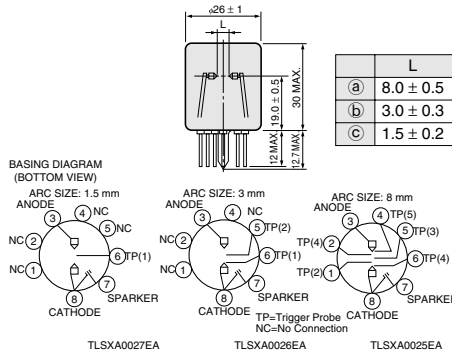 φ26 ± 1
L
19.0 ± 0.5
30 MAX.
12 MAX.
12.7 MAX.
L
ⓐ 8.0 ± 0.5
ⓑ 3.0 ± 0.3
ⓒ 1.5 ± 0.2
BASING DIAGRAM
(BOTTOM VIEW)
ARC SIZE: 1.5 mm
ANODE
3
4
NC
5
NC
NC
2
6
TP(1)
NC
1
7
8
SPARKER
CATHODE
TLSXA0027EA
ARC SIZE: 3 mm
ANODE
3
4
NC
5
TP(2)
NC
2
6
TP(1)
NC
1
7
8
SPARKER
CATHODE
TP=Trigger Probe
NC=No Connection
TLSXA0026EA
ARC SIZE: 8 mm
ANODE
3
4
TP(5)
5
TP(3)
TP(4)
2
6
TP(4)
TP(2)
1
7
8
SPARKER
CATHODE
TLSXA0025EA